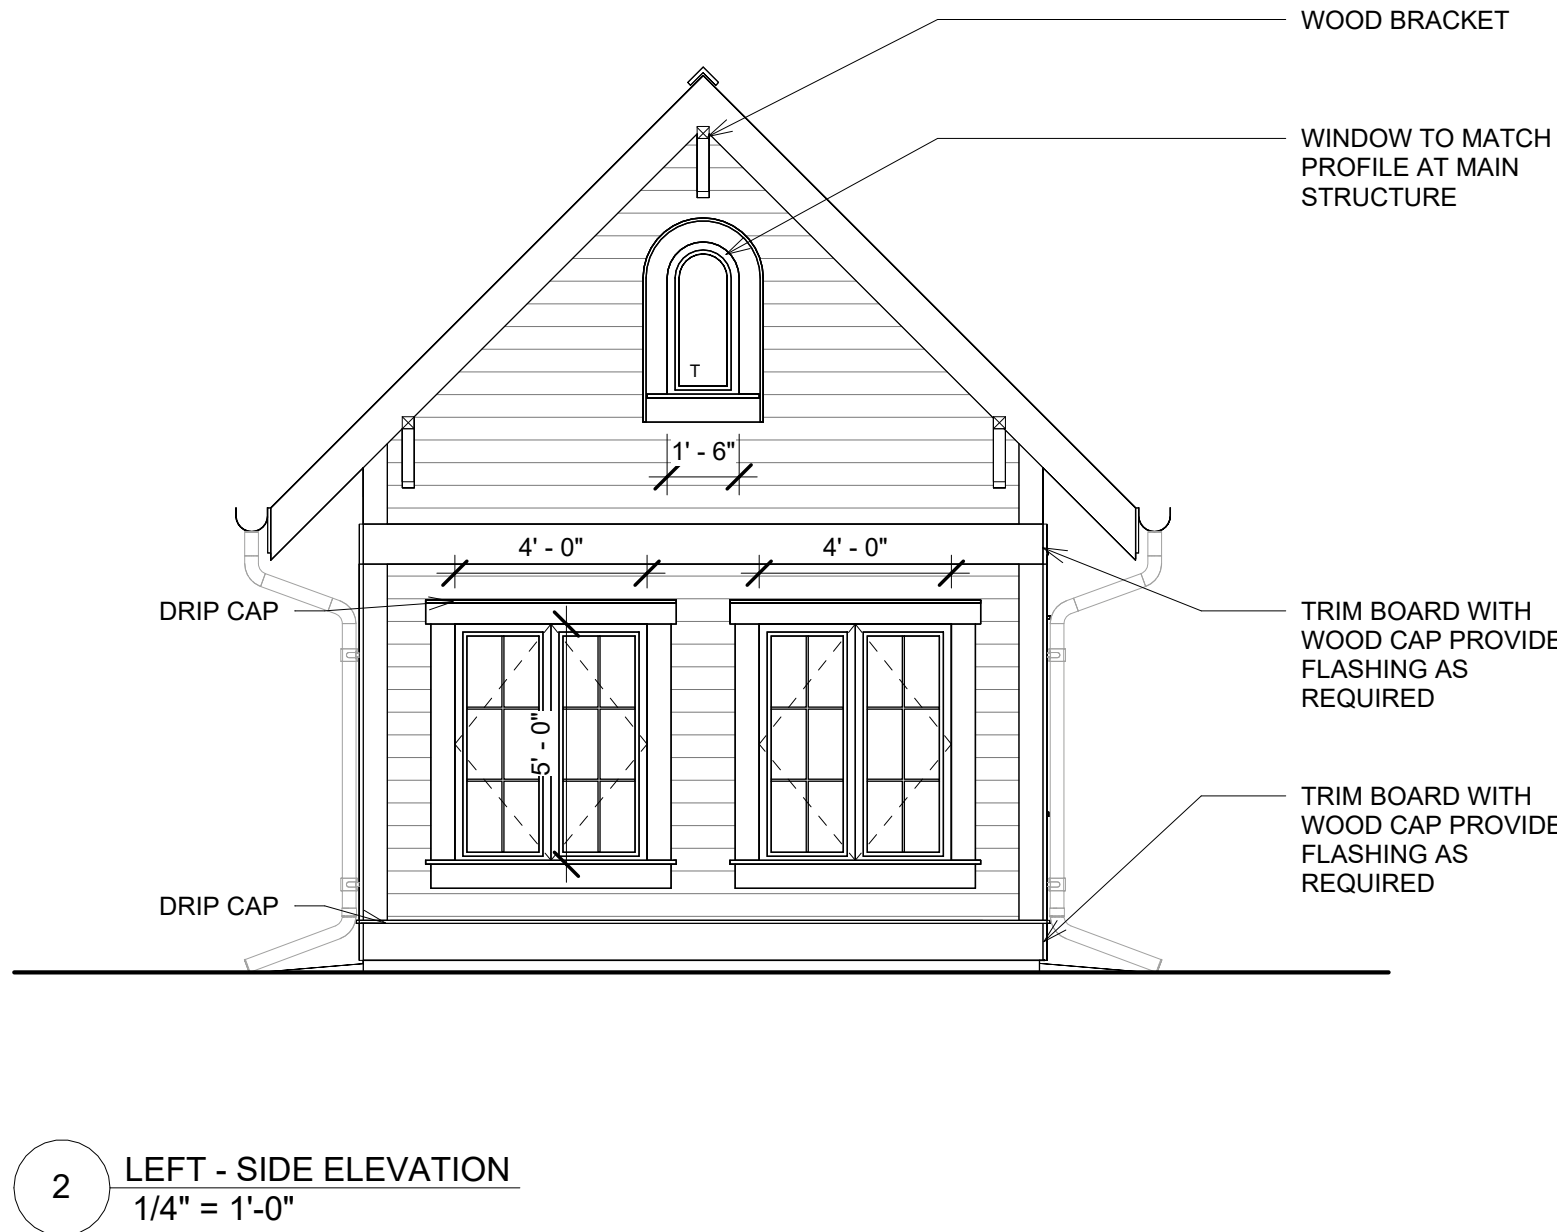 WOOD BRACKET
WINDOW TO MATCH
PROFILE AT MAIN
STRUCTURE
T
1' - 6"
4' - 0"
4' - 0"
DRIP CAP
TRIM BOARD WITH
WOOD CAP PROVIDE
FLASHING AS
REQUIRED
5' - 0"
TRIM BOARD WITH
WOOD CAP PROVIDE
FLASHING AS
REQUIRED
DRIP CAP
2
LEFT - SIDE ELEVATION
1/4" = 1'-0"